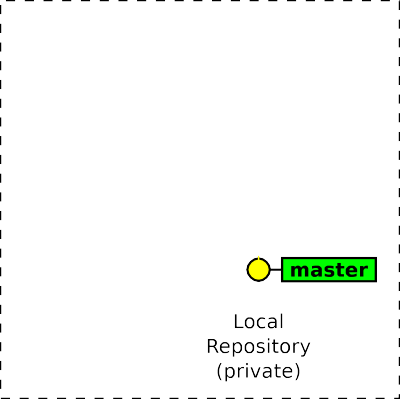 master
Local
Repository
(private)